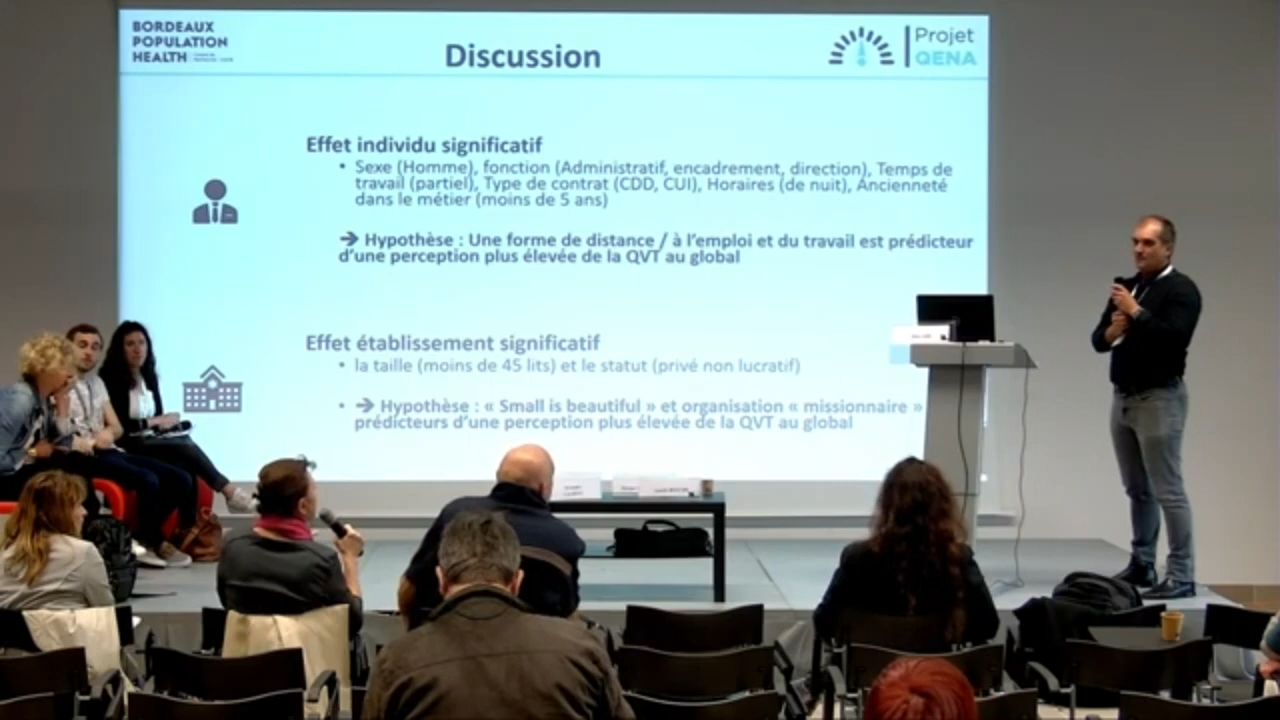 BORDEAUX
POPULATION
HEALTH
Discussion
Projet
QENA
Effet individu significatif
• Sexe (Homme), fonction (Administratif, encadrement, direction), Temps de
travail (partiel), Type de contrat (CDD, CUI), Horaires (de nuit), Ancienneté
dans le métier (moins de 5 ans)
➔ Hypothèse : Une forme de distance / à l'emploi et du travail est prédicteur
d'une perception plus élevée de la QVT au global
Effet établissement significatif
• la taille (moins de 45 lits) et le statut (privé non lucratif)
• ➔ Hypothèse : « Small is beautiful » et organisation « missionnaire »
prédicteurs d'une perception plus élevée de la QVT au global